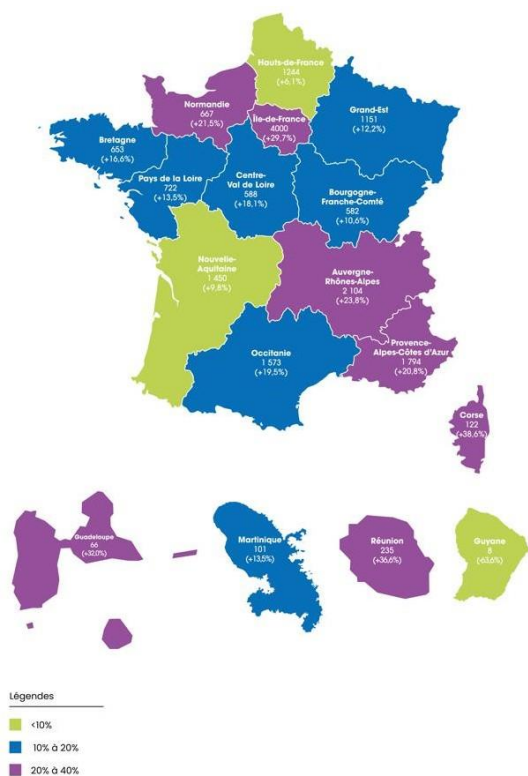 Hauts-de-France
1244
(+6,1%)
Normandie
667
(+21,5%)
Île-de-France
4000
(+29,7%)
Grand-Est
1151
(+12,2%)
Bretagne
653
(+16,6%)
Pays de la Loire
722
(+13,5%)
Centre-
Val de Loire
588
(+18,1%)
Bourgogne-
Franche-Comté
582
(+10,6%)
Nouvelle-
Aquitaine
1 450
(+9,8%)
Auvergne-
Rhônes-Alpes
2 104
(+23,8%)
Occitanie
1 573
(+19,5%)
Provence-
Alpes-Côtes d'Azur
1 794
(+20,8%)
Corse
122
(+38,6%)
Guadeloupe
66
(+32,0%)
Martinique
101
(+13,5%)
Réunion
235
(+36,6%)
Guyane
8
(-63,6%)
Légendes
<10%
10% à 20%
20% à 40%